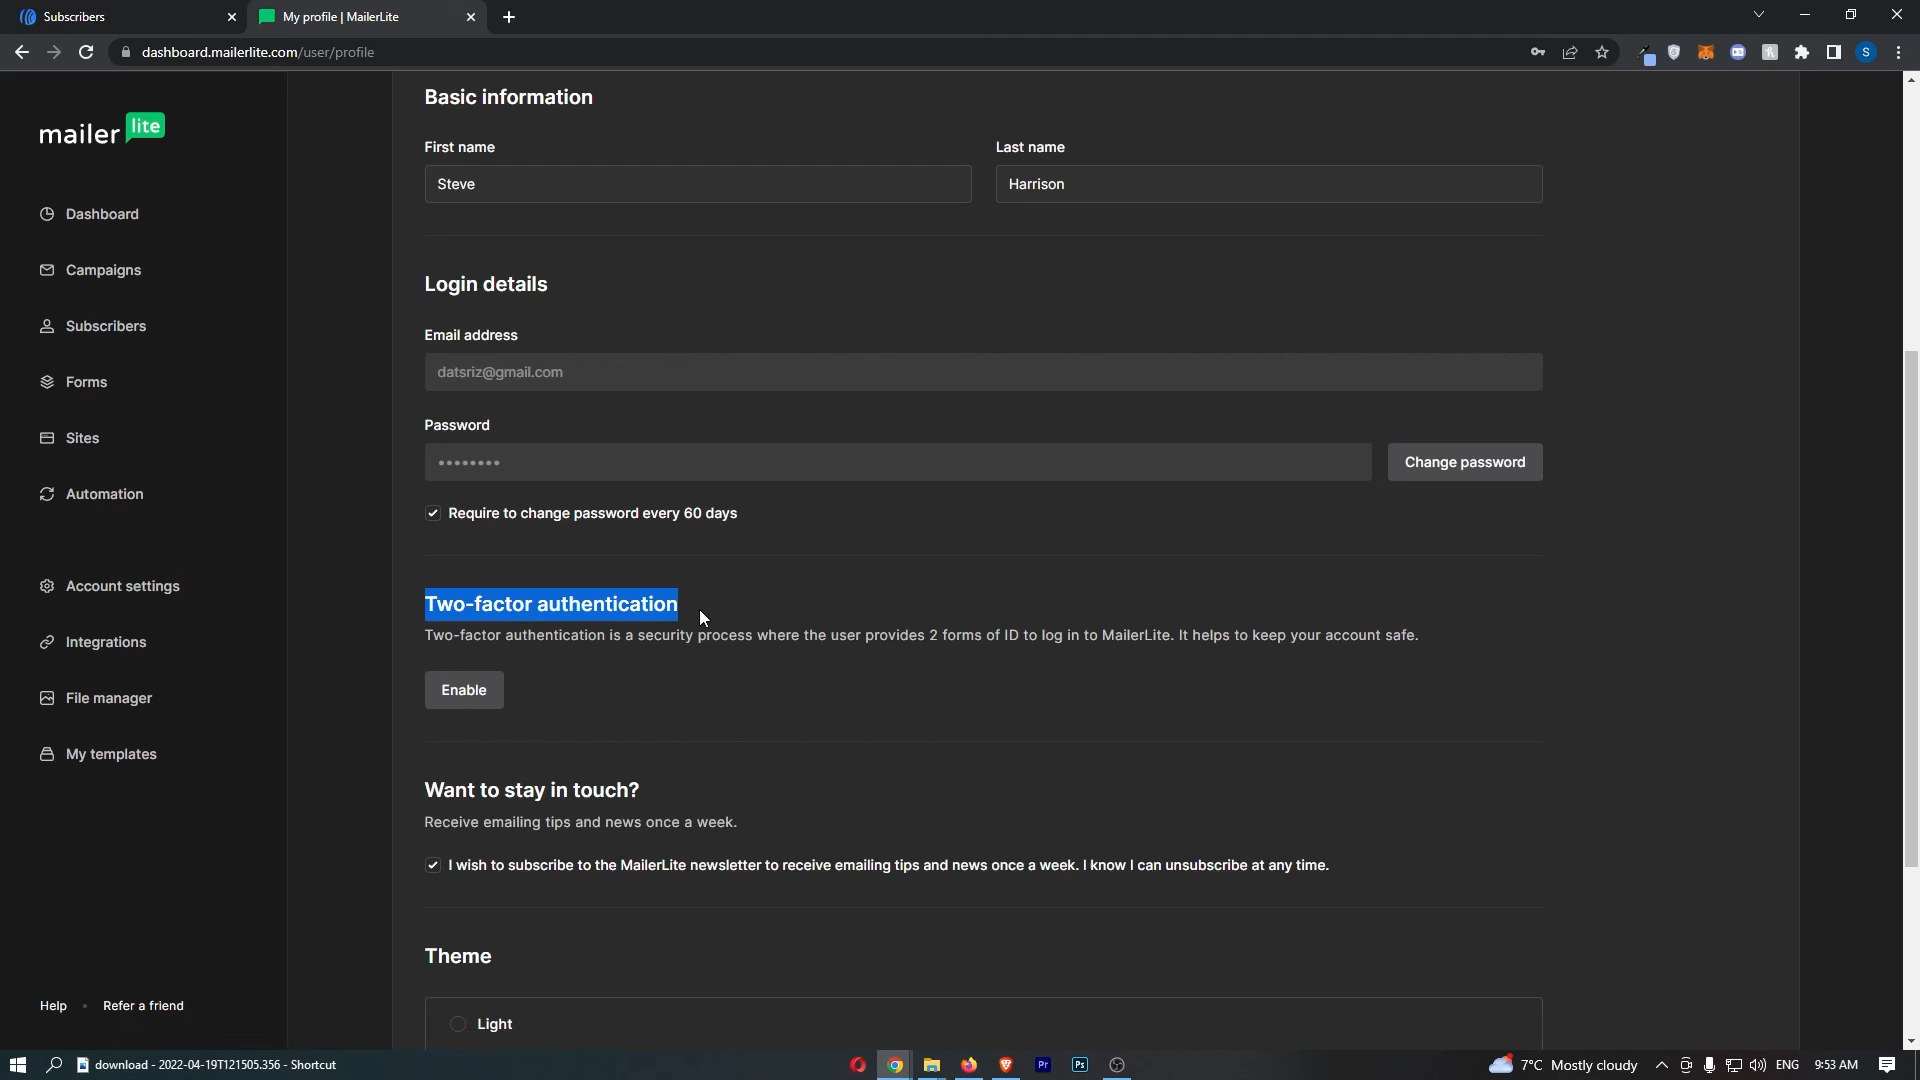 Subscribers
My profile | MailerLite
dashboard.mailerlite.com/user/profile
S
mailer lite
Dashboard
Campaigns
Subscribers
Forms
Sites
Automation
Account settings
Integrations
File manager
My templates
Help • Refer a friend
Basic information
First name
Last name
Steve
Harrison
Login details
Email address
datsriz@gmail.com
Password
Change password
Require to change password every 60 days
Two-factor authentication
Two-factor authentication is a security process where the user provides 2 forms of ID to log in to MailerLite. It helps to keep your account safe.
Enable
Want to stay in touch?
Receive emailing tips and news once a week.
I wish to subscribe to the MailerLite newsletter to receive emailing tips and news once a week. I know I can unsubscribe at any time.
Theme
Light
download - 2022-04-19T121505.356 - Shortcut
Pr
Ps
7°C Mostly cloudy
ENG
9:53 AM